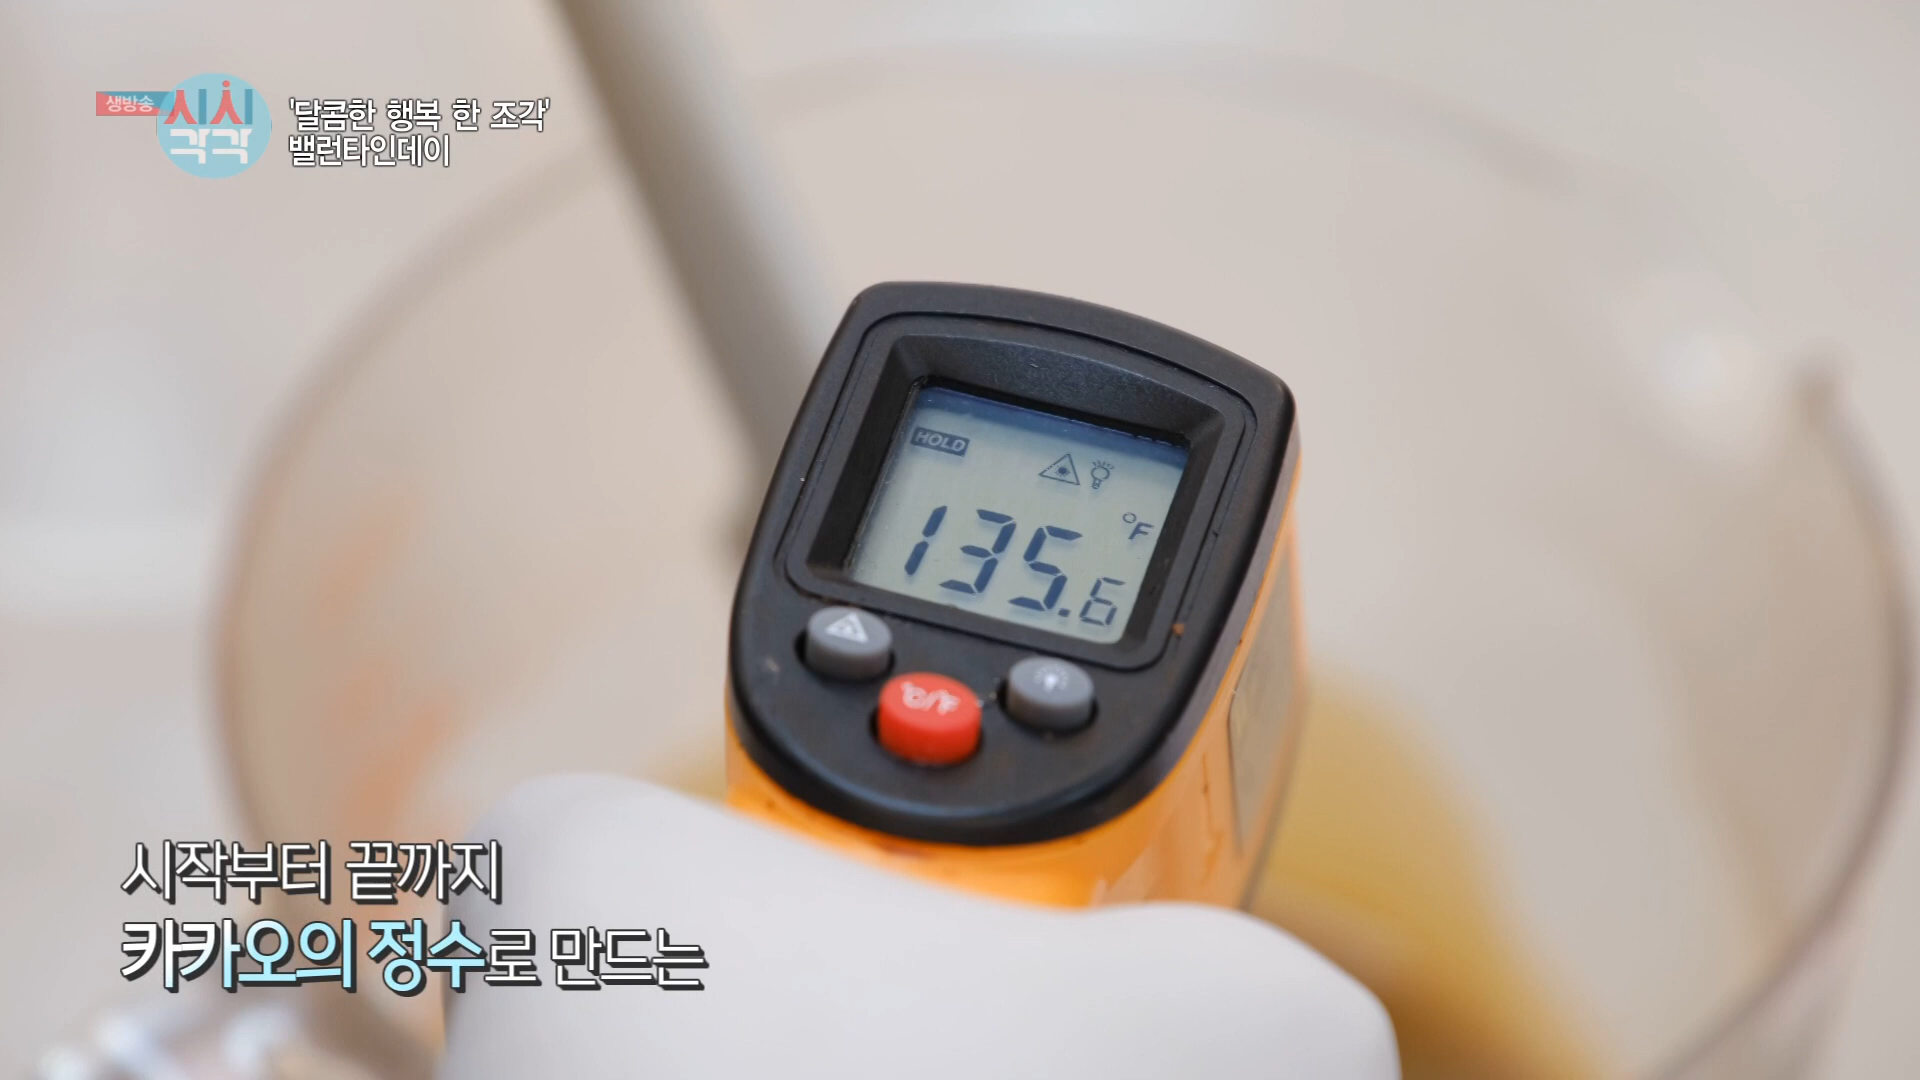 생방송
시시
각각
'달콤한 행복 한 조각'
밸런타인데이
HOLD
°F
135.6
°C/°F
시작부터 끝까지
카카오의 정수로 만드는